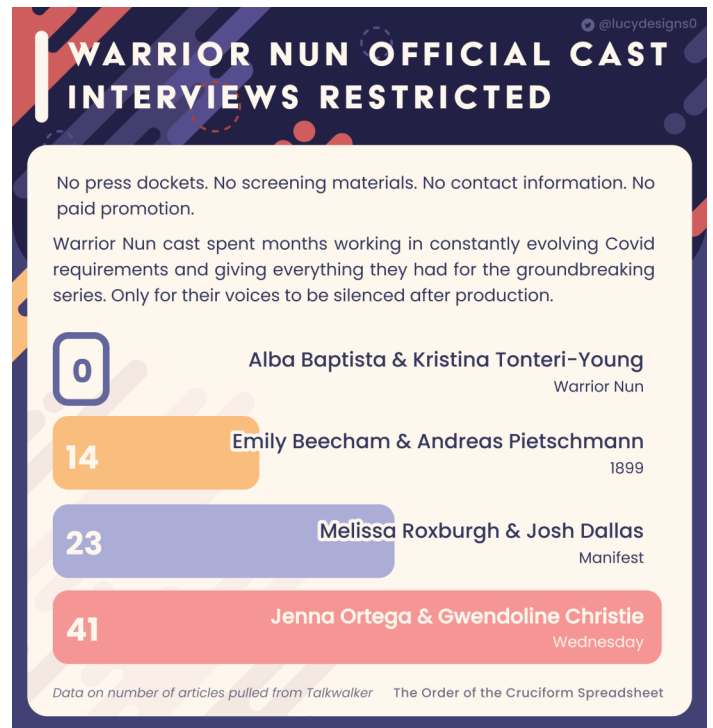 @lucydesigns0
WARRIOR NUN OFFICIAL CAST
INTERVIEWS RESTRICTED
No press dockets. No screening materials. No contact information. No
paid promotion.
Warrior Nun cast spent months working in constantly evolving Covid
requirements and giving everything they had for the groundbreaking
series. Only for their voices to be silenced after production.
0
Alba Baptista & Kristina Tonteri-Young
Warrior Nun
14
Emily Beecham & Andreas Pietschmann
1899
23
Melissa Roxburgh & Josh Dallas
Manifest
41
Jenna Ortega & Gwendoline Christie
Wednesday
Data on number of articles pulled from Talkwalker
The Order of the Cruciform Spreadsheet